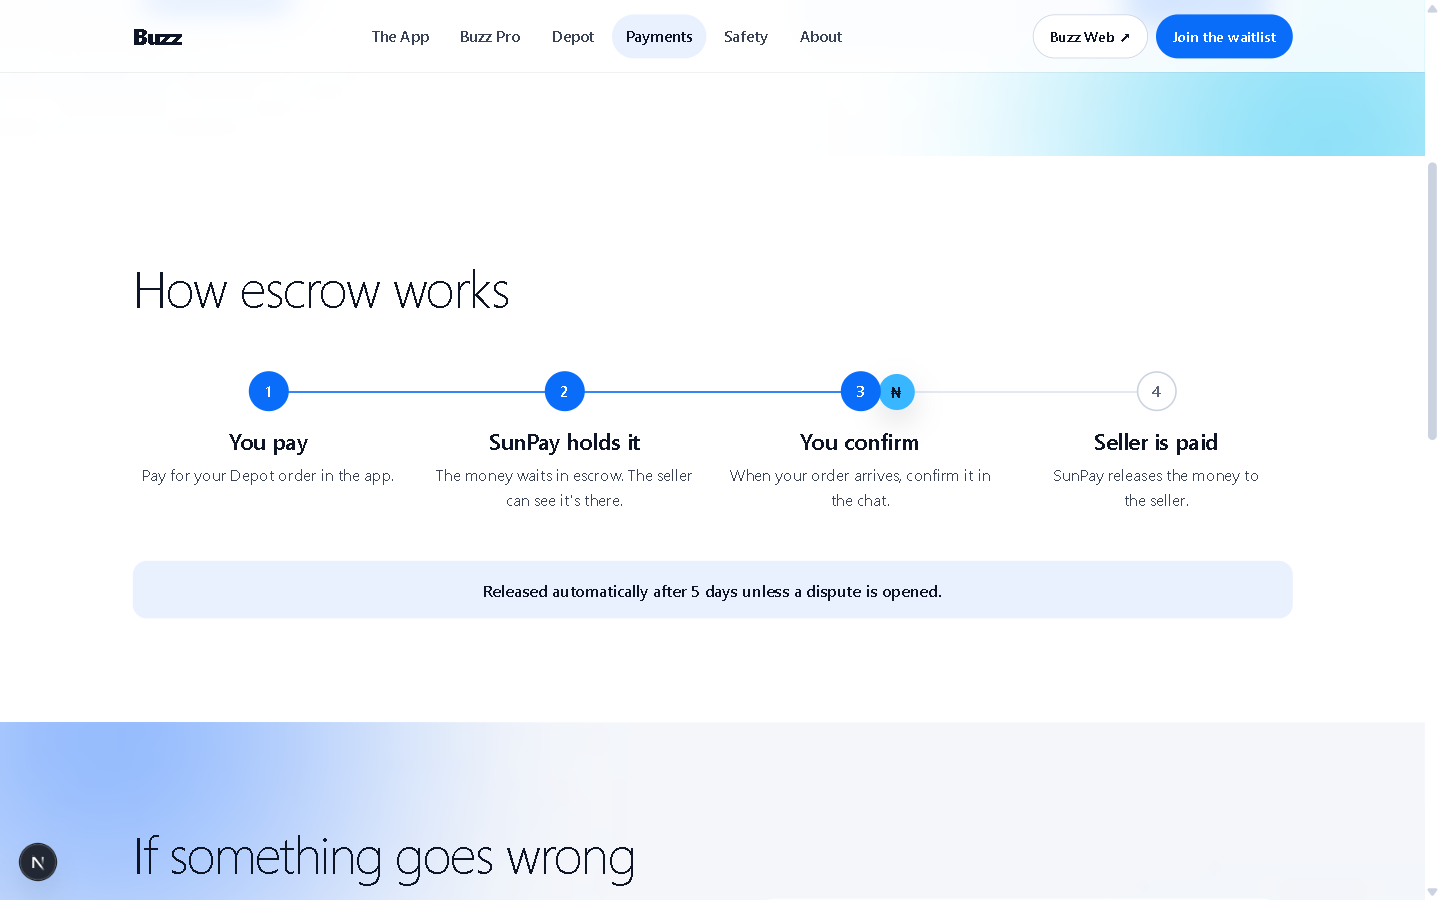 Buzz
The App
Buzz Pro
Depot
Payments
Safety
About
Buzz Web ↗
Join the waitlist
How escrow works
1
2
3
₦
4
You pay
Pay for your Depot order in the app.
SunPay holds it
The money waits in escrow. The seller
can see it's there.
You confirm
When your order arrives, confirm it in
the chat.
Seller is paid
SunPay releases the money to
the seller.
Released automatically after 5 days unless a dispute is opened.
If something goes wrong
N